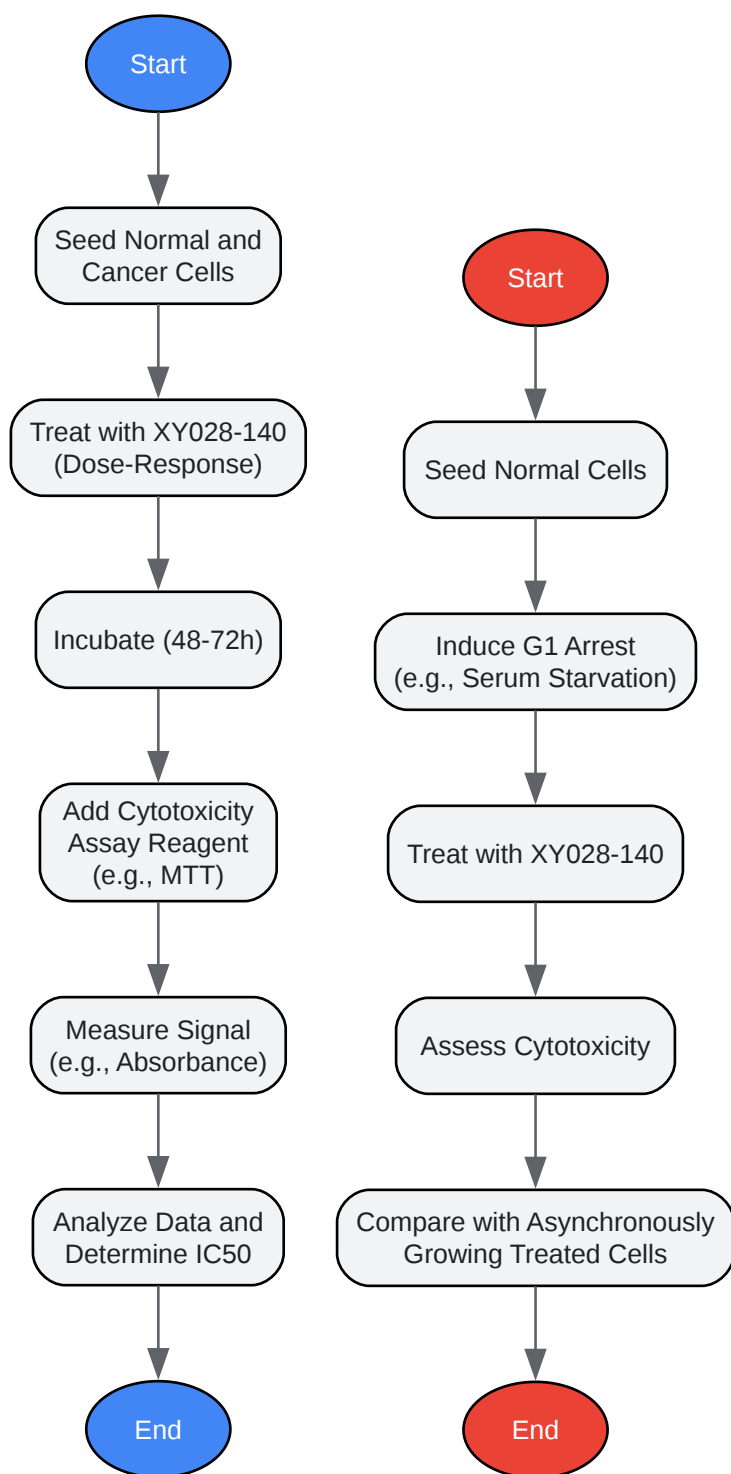 Start
Seed Normal and
Cancer Cells
Treat with XY028-140
(Dose-Response)
Incubate (48-72h)
Add Cytotoxicity
Assay Reagent
(e.g., MTT)
Measure Signal
(e.g., Absorbance)
Analyze Data and
Determine IC50
End
Start
Seed Normal Cells
Induce G1 Arrest
(e.g., Serum Starvation)
Treat with XY028-140
Assess Cytotoxicity
Compare with Asynchronously
Growing Treated Cells
End